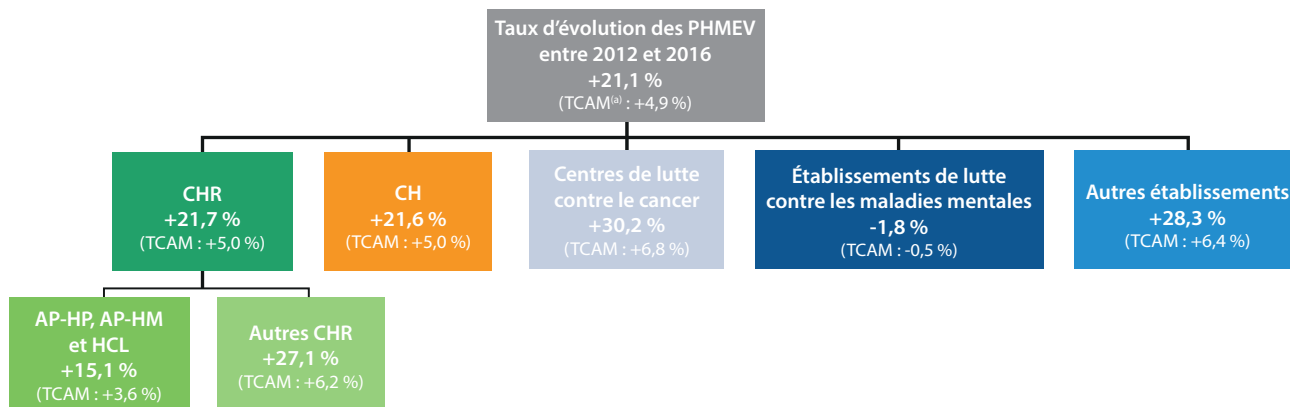 Taux d’évolution des PHMEV
entre 2012 et 2016
+21,1 %
(TCAM(a) : +4,9 %)
CHR
+21,7 %
(TCAM : +5,0 %)
CH
+21,6 %
(TCAM : +5,0 %)
Centres de lutte
contre le cancer
+30,2 %
(TCAM : +6,8 %)
Établissements de lutte
contre les maladies mentales
-1,8 %
(TCAM : -0,5 %)
Autres établissements
+28,3 %
(TCAM : +6,4 %)
AP-HP, AP-HM
et HCL
+15,1 %
(TCAM : +3,6 %)
Autres CHR
+27,1 %
(TCAM : +6,2 %)